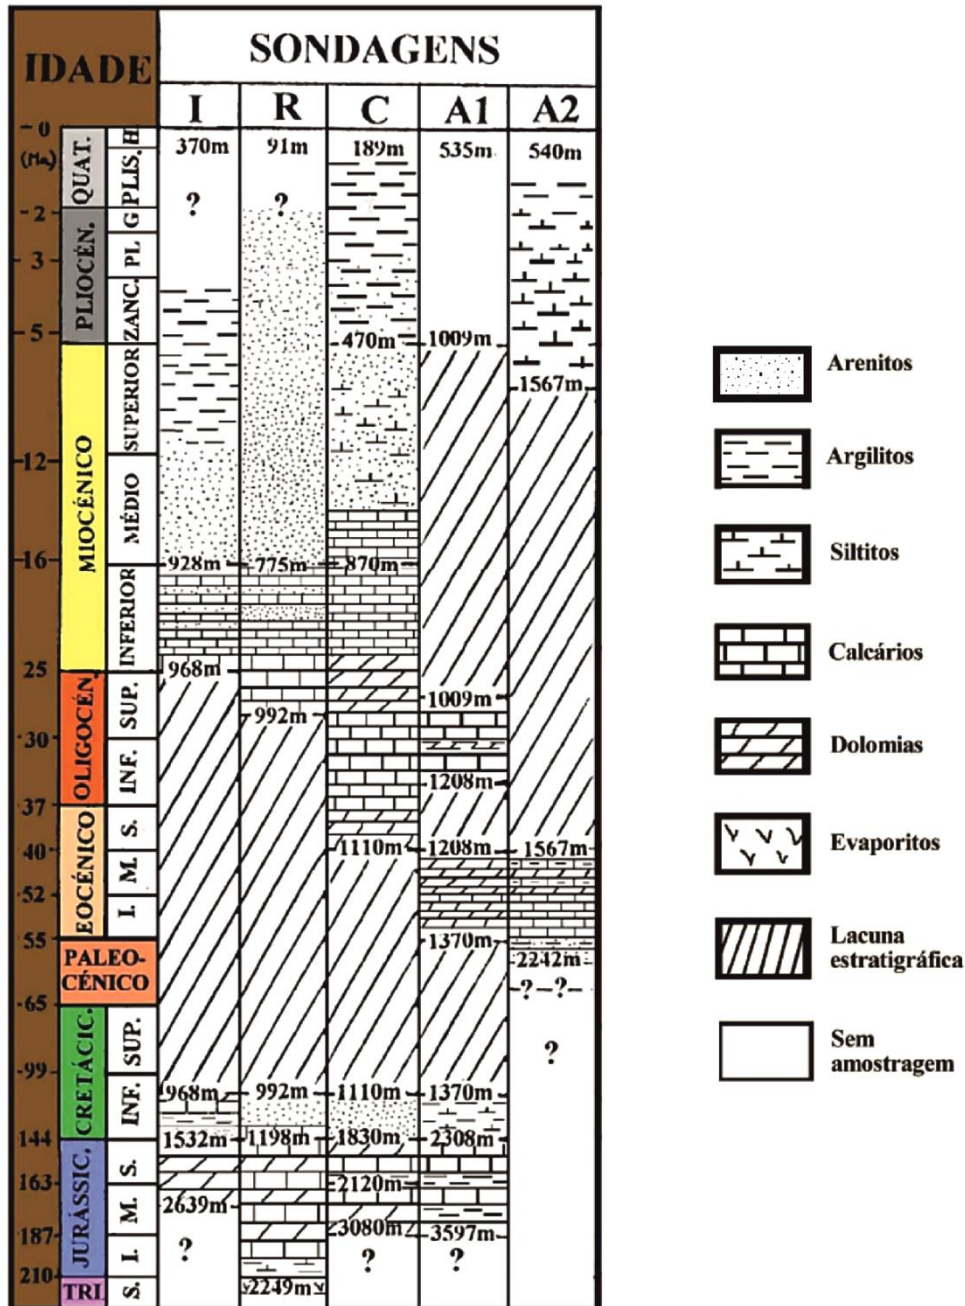 IDADE
SONDAGENS
I R C A1 A2
0
(Ma)
2
3
5
12
16
25
30
37
40
52
55
65
99
144
163
187
210
QUAT.
H.
PLIS.
PLIOCÉN.
G
PL
ZANC.
MIOCÉNICO
SUPERIOR
MÉDIO
INFERIOR
OLIGOCÉN.
SUP.
INF.
EOCÉNICO
S.
M.
I.
PALEO-
CÉNICO
CRETÁCIC.
SUP.
INF.
JURÁSSIC.
S.
M.
I.
TRI.
S.
370m 91m 189m 535m 540m
? ?
470m 1009m
1567m
928m 775m 870m
968m
1009m
992m
1208m
1110m 1208m 1567m
1370m
2242m
? ?
?
968m 992m 1110m 1370m
1532m 1198m 1830m 2308m
2120m
2639m
3080m 3597m
? ? ?
2249m
Arenitos
Argilitos
Siltitos
Calcários
Dolomias
Evaporitos
Lacuna
estratigráfica
Sem
amostragem